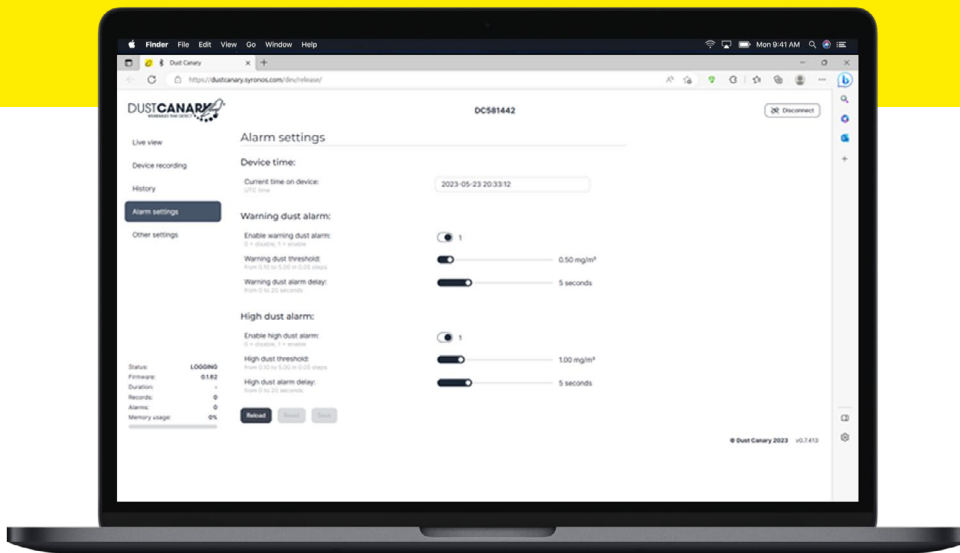 Finder File Edit View Go Window Help
Mon 9:41 AM
Dust Canary
https://dustcanary.syronos.com/dev/release/
DUSTCANARY
DC581442
Disconnect
Live view
Device recording
History
Alarm settings
Other settings
Alarm settings
Device time:
Current time on device:
UTC time
2023-05-23 20:33:12
Warning dust alarm:
Enable warning dust alarm:
0 = disable, 1 = enable
1
Warning dust threshold:
From 0.10 to 5.00 in 0.05 steps
0.50 mg/m³
Warning dust alarm delay:
From 0 to 20 seconds
5 seconds
High dust alarm:
Enable high dust alarm:
0 = disable, 1 = enable
1
High dust threshold:
From 0.10 to 5.00 in 0.05 steps
1.00 mg/m³
High dust alarm delay:
From 0 to 20 seconds
5 seconds
Reload Reset Save
Status: LOGGING
Firmware: 0.1.62
Duration: -
Records: 0
Alarms: 0
Memory usage: 0%
© Dust Canary 2023 v0.7.413